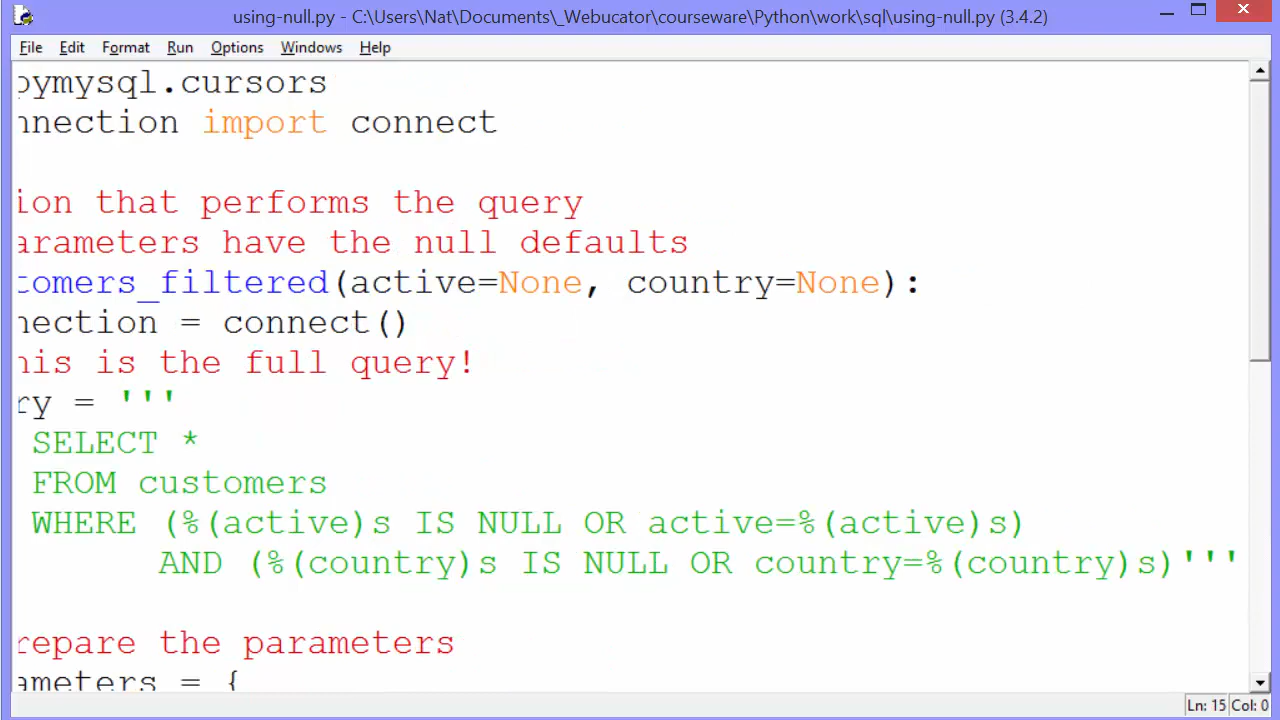 using-null.py - C:\Users\Nat\Documents\_Webucator\courseware\Python\work\sql\using-null.py (3.4.2)
File Edit Format Run Options Windows Help
pymysql.cursors
nnection import connect
ion that performs the query
arameters have the null defaults
tomers_filtered(active=None, country=None):
nection = connect()
his is the full query!
ry = '''
SELECT *
FROM customers
WHERE (%(active)s IS NULL OR active=%(active)s)
AND (%(country)s IS NULL OR country=%(country)s)'''
repare the parameters
ameters = {
Ln: 15 Col: 0